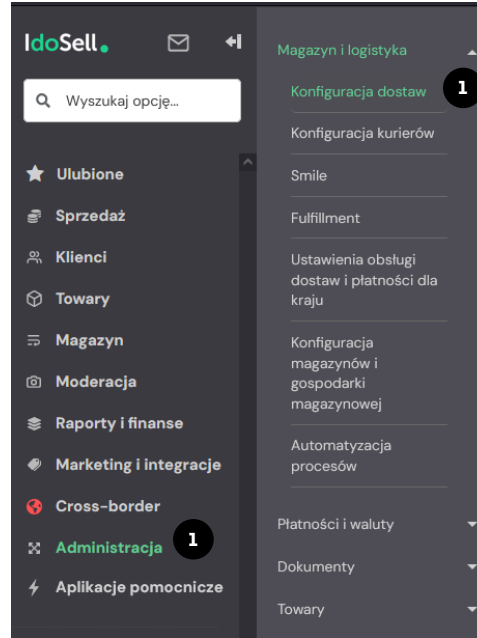 IdoSell.
Wyszukaj opcję...
Ulubione
Sprzedaż
Klienci
Towary
Magazyn
Moderacja
Raporty i finanse
Marketing i integracje
Cross-border
Administracja
1
Aplikacje pomocnicze
Magazyn i logistyka
Konfiguracja dostaw
1
Konfiguracja kurierów
Smile
Fulfillment
Ustawienia obsługi
dostaw i płatności dla
kraju
Konfiguracja
magazynów i
gospodarki
magazynowej
Automatyzacja
procesów
Płatności i waluty
Dokumenty
Towary